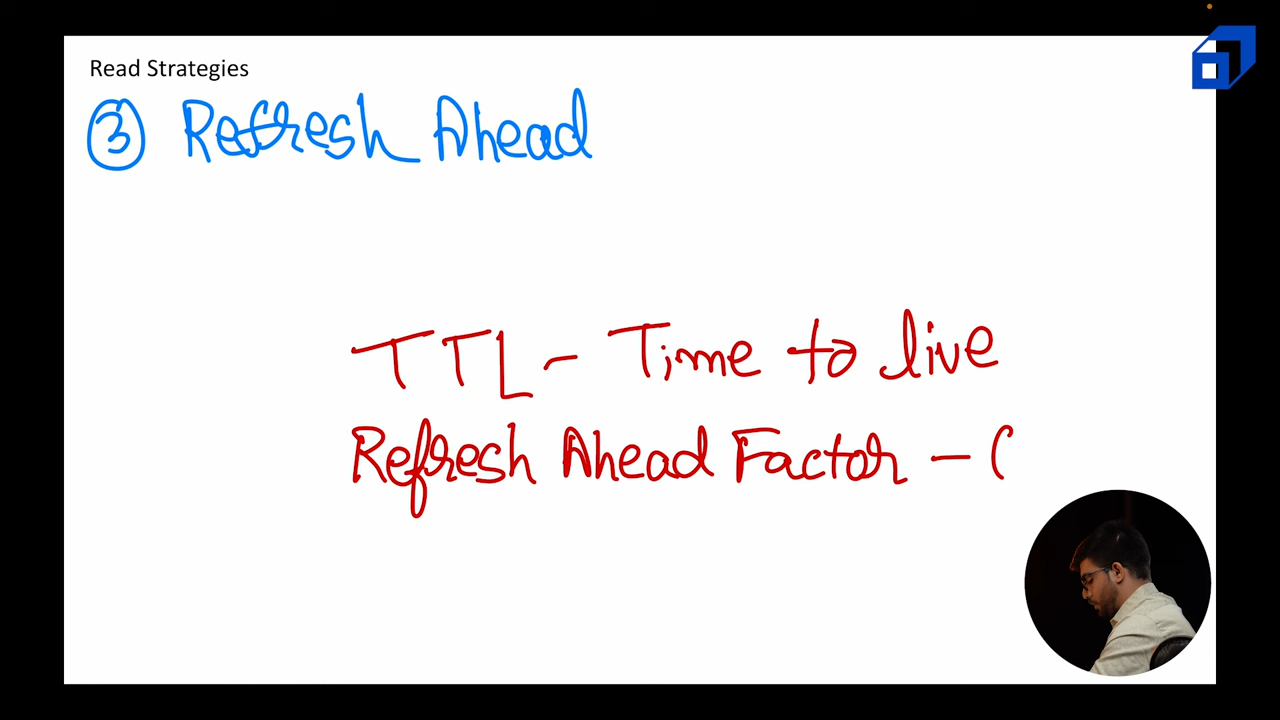 Read Strategies
③ Refresh Ahead
TTL - Time to live
Refresh Ahead Factor - (